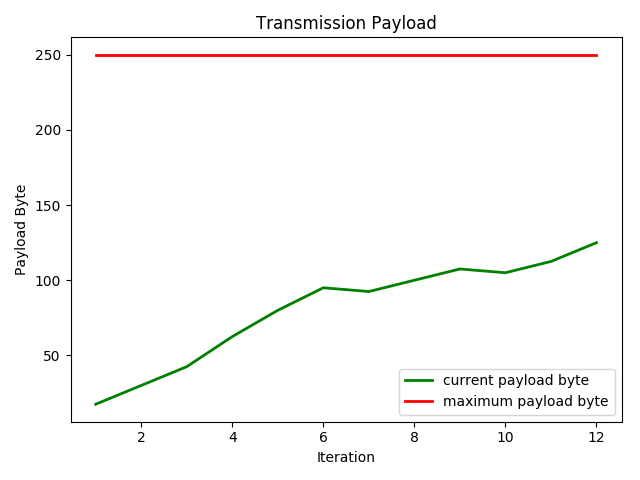 Transmission Payload
Payload Byte
250
200
150
100
50
2 4 6 8 10 12
Iteration
current payload byte
maximum payload byte